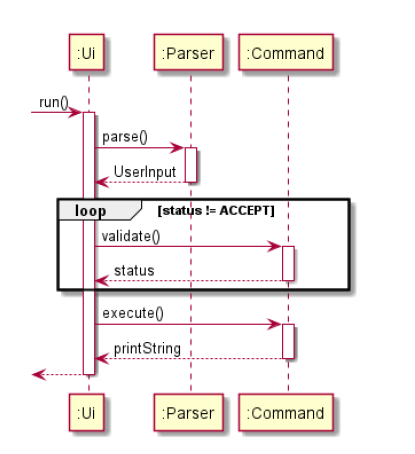 :Ui :Parser :Command
run()
parse()
UserInput
loop [status != ACCEPT]
validate()
status
execute()
printString
:Ui :Parser :Command